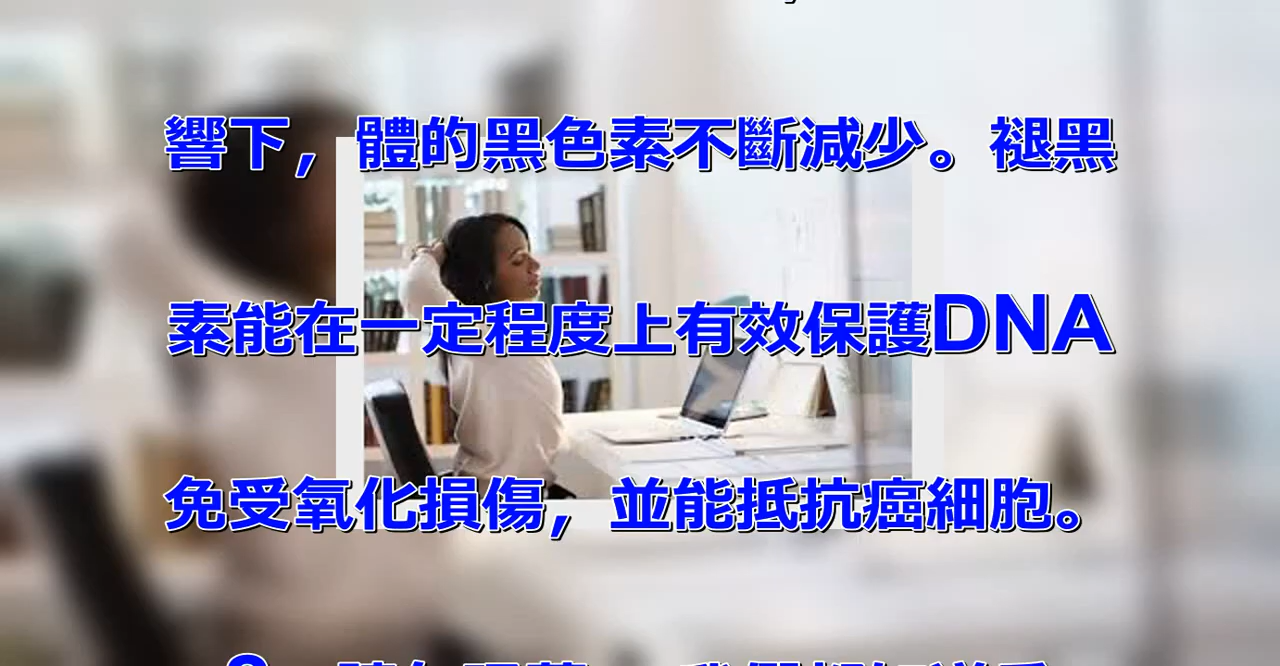 響下，體的黑色素不斷減少。褪黑
素能在一定程度上有效保護DNA
免受氧化損傷，並能抵抗癌細胞。